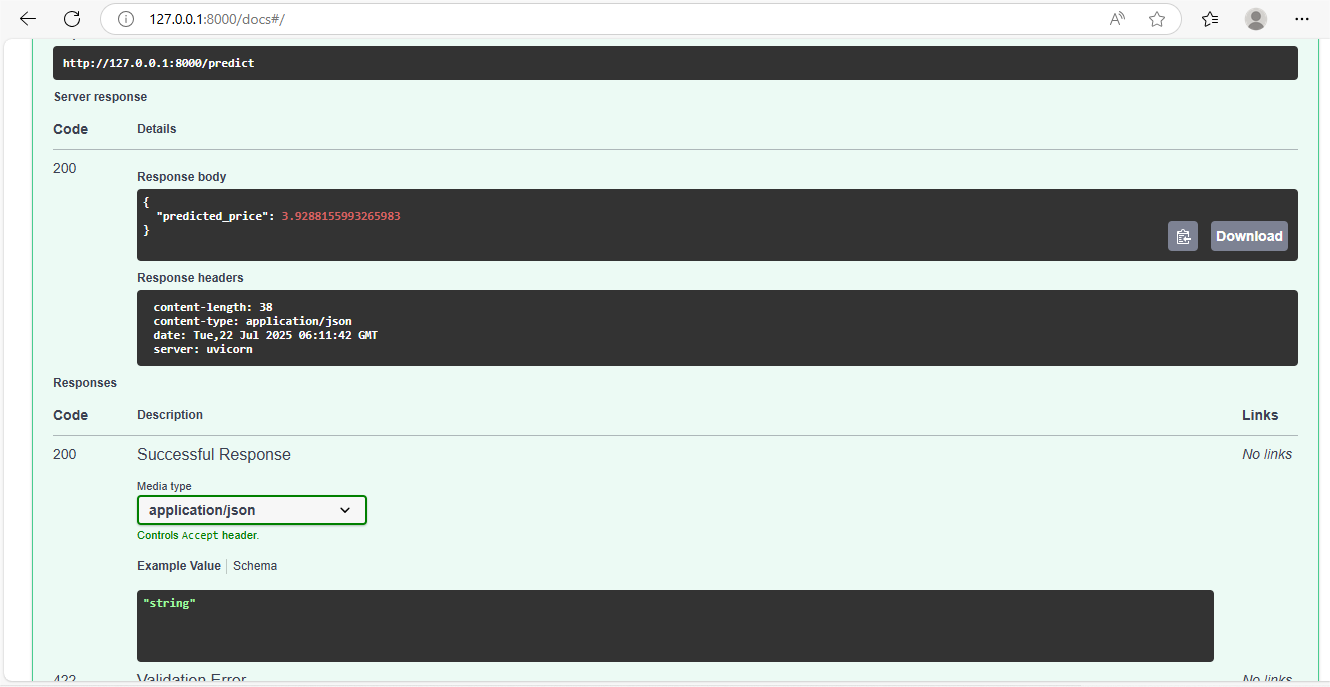 127.0.0.1:8000/docs#/
http://127.0.0.1:8000/predict
Server response
Code Details
200
Response body
{
"predicted_price": 3.9288155993265983
}
Download
Response headers
content-length: 38
content-type: application/json
date: Tue,22 Jul 2025 06:11:42 GMT
server: uvicorn
Responses
Code Description Links
200 Successful Response No links
Media type
application/json
Controls Accept header.
Example Value Schema
"string"
422 Validation Error No links